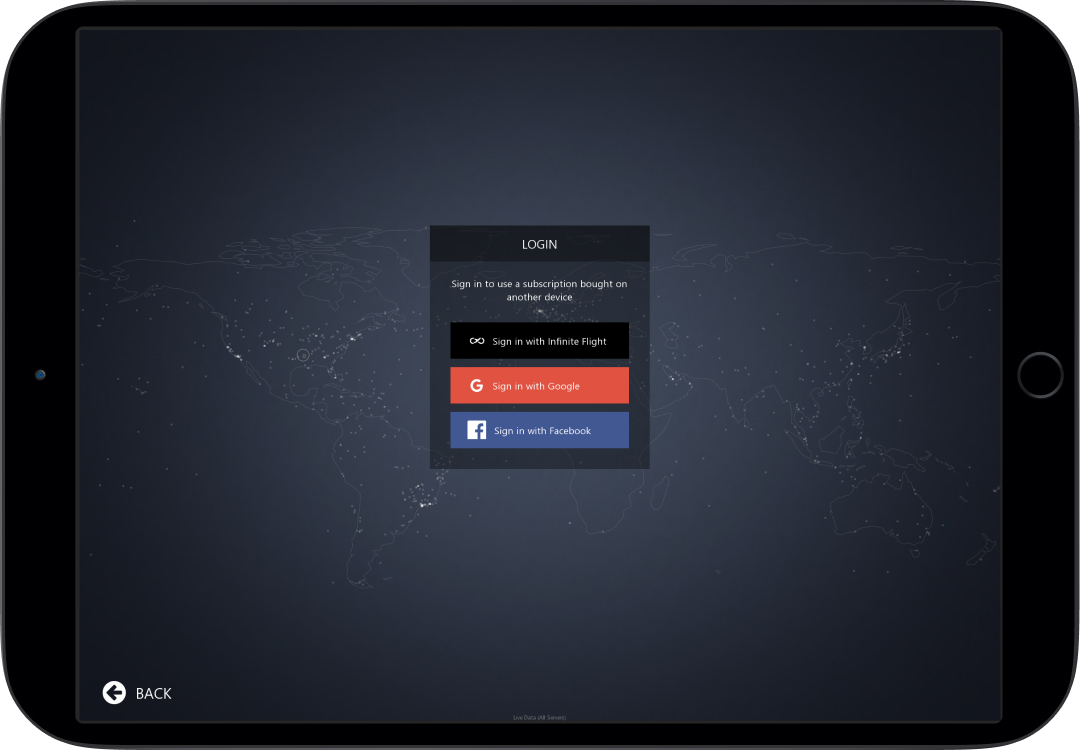 LOGIN
Sign in to use a subscription bought on
another device
Sign in with Infinite Flight
Sign in with Google
Sign in with Facebook
BACK
Live Data (All Servers)